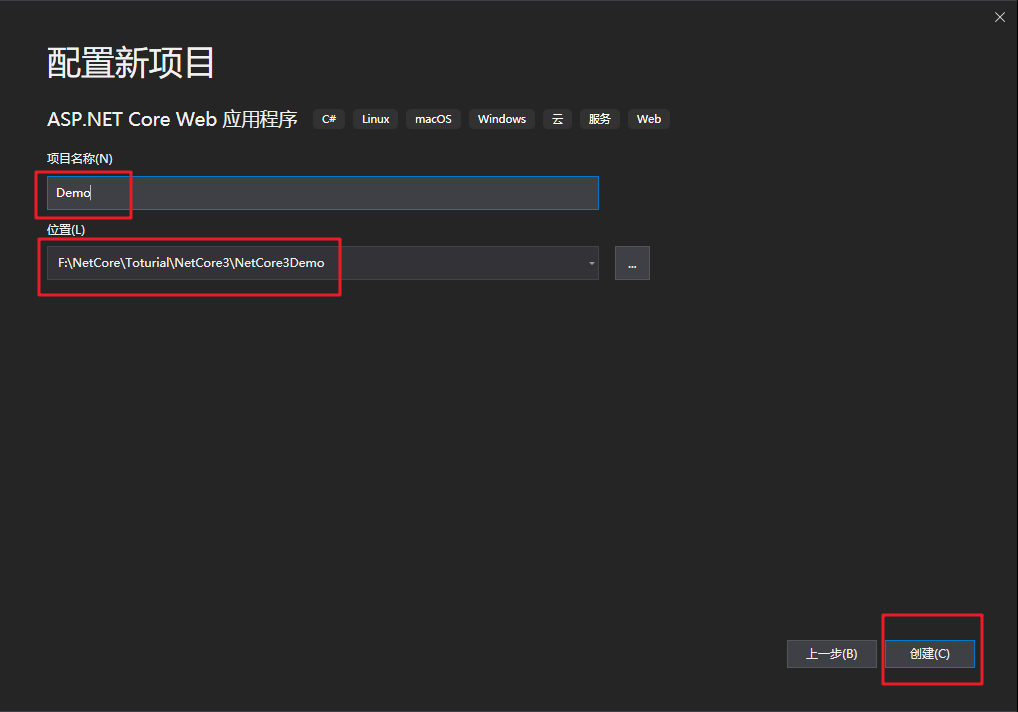 配置新项目
ASP.NET Core Web 应用程序 C# Linux macOS Windows 云 服务 Web
项目名称(N)
Demo
位置(L)
F:\NetCore\Toturial\NetCore3\NetCore3Demo ...
上一步(B) 创建(C)